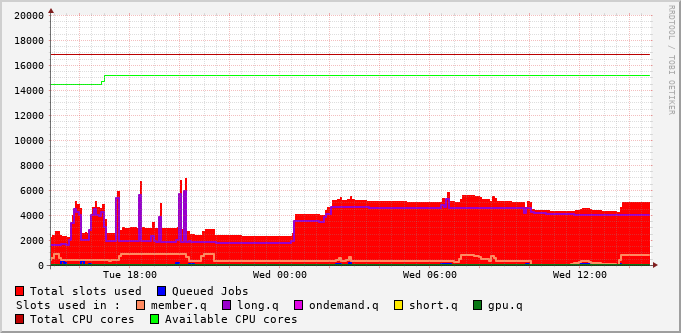 RRDTOOL / TOBI OETIKER
20000
18000
16000
14000
12000
10000
8000
6000
4000
2000
0
Tue 18:00 Wed 00:00 Wed 06:00 Wed 12:00
Total slots used Queued Jobs
Slots used in : member.q long.q ondemand.q short.q gpu.q
Total CPU cores Available CPU cores